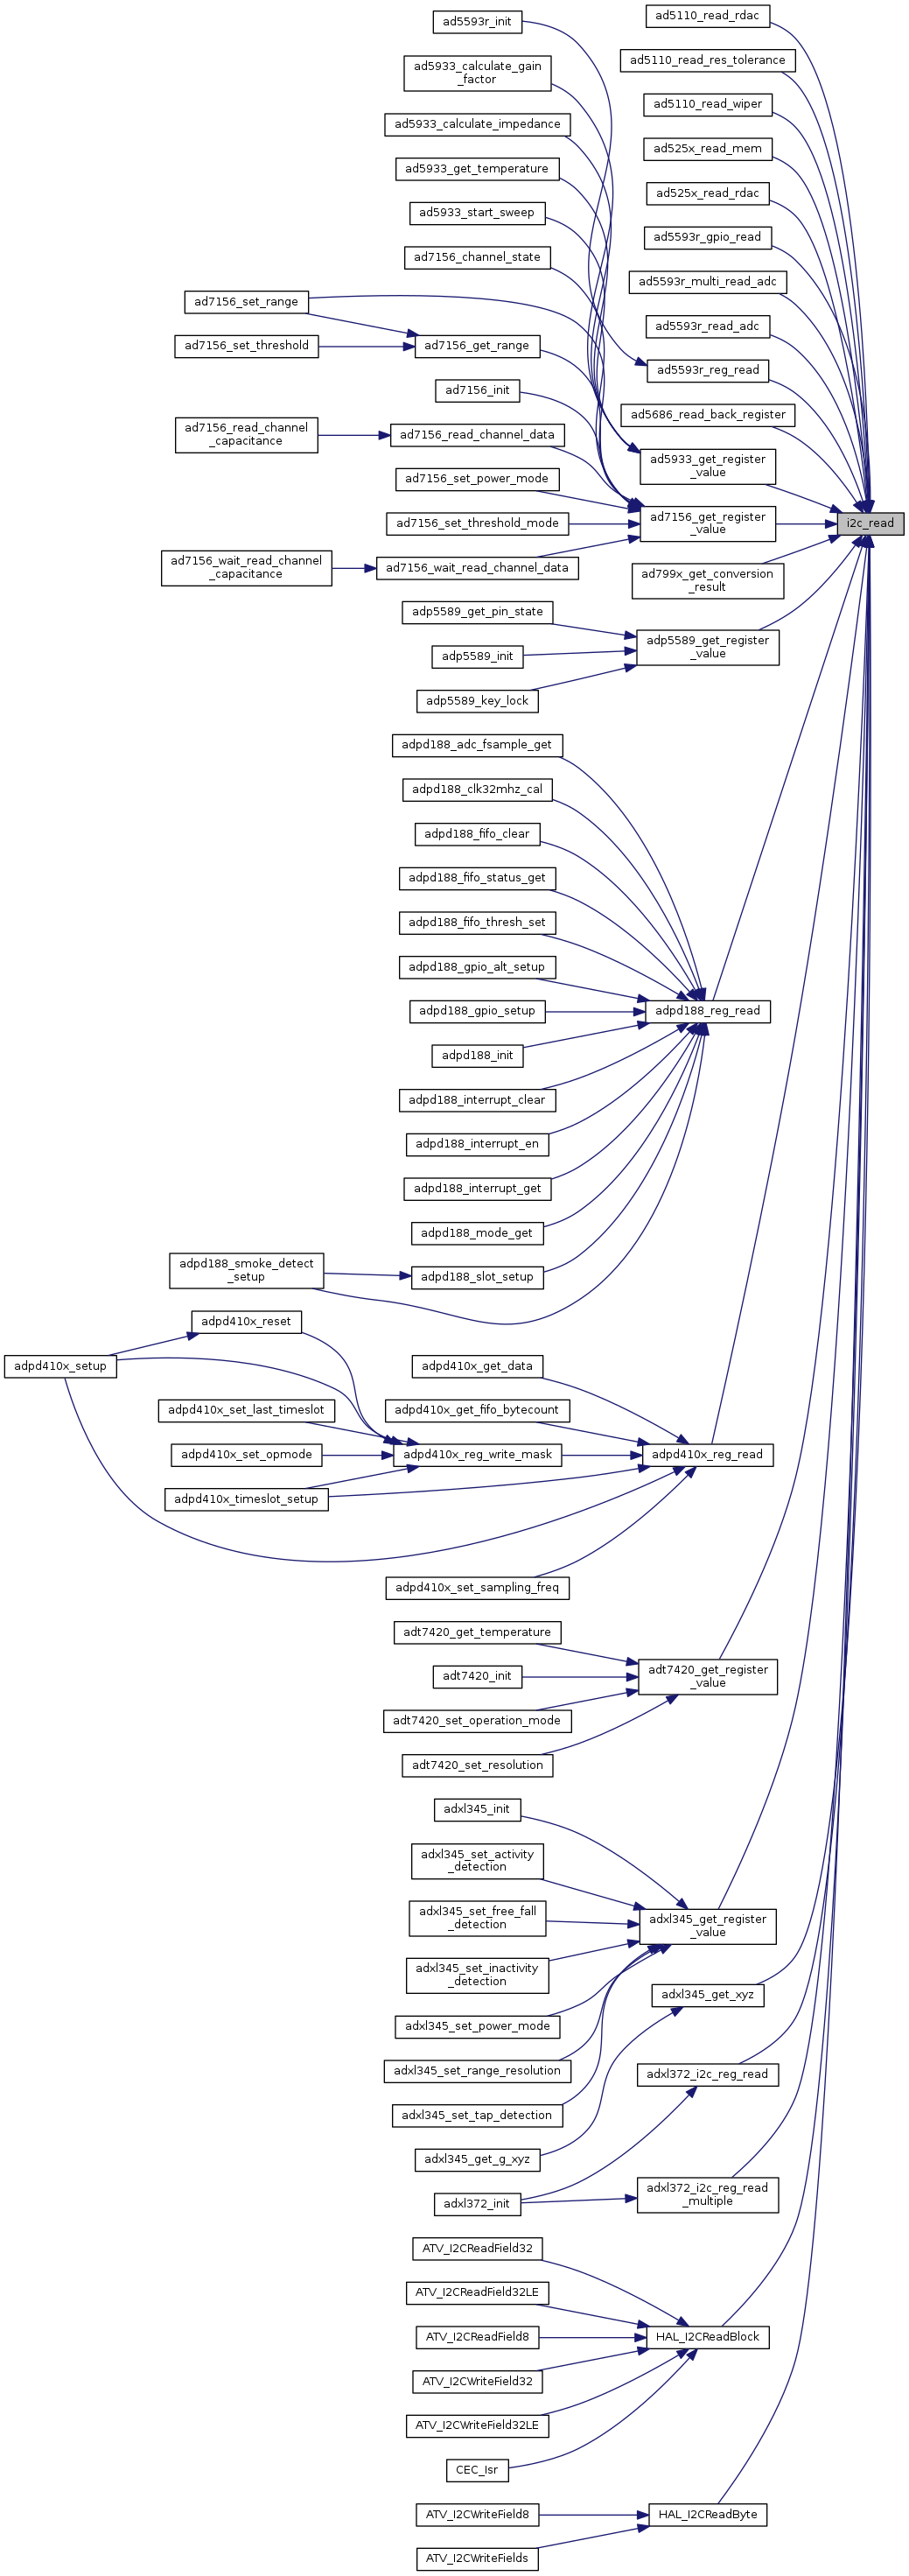 ad5593r_init
ad5933_calculate_gain
_factor
ad5933_calculate_impedance
ad5933_get_temperature
ad5933_start_sweep
ad7156_channel_state
ad7156_set_range
ad7156_set_threshold
ad7156_get_range
ad7156_init
ad7156_read_channel
_capacitance
ad7156_read_channel_data
ad7156_set_power_mode
ad7156_set_threshold_mode
ad7156_wait_read_channel
_capacitance
ad7156_wait_read_channel_data
ad5110_read_rdac
ad5110_read_res_tolerance
ad5110_read_wiper
ad525x_read_mem
ad525x_read_rdac
ad5593r_gpio_read
ad5593r_multi_read_adc
ad5593r_read_adc
ad5593r_reg_read
ad5686_read_back_register
ad5933_get_register
_value
ad7156_get_register
_value
i2c_read
ad799x_get_conversion
_result
adp5589_get_pin_state
adp5589_init
adp5589_key_lock
adp5589_get_register
_value
adpd188_adc_fsample_get
adpd188_clk32mhz_cal
adpd188_fifo_clear
adpd188_fifo_status_get
adpd188_fifo_thresh_set
adpd188_gpio_alt_setup
adpd188_gpio_setup
adpd188_reg_read
adpd188_init
adpd188_interrupt_clear
adpd188_interrupt_en
adpd188_interrupt_get
adpd188_mode_get
adpd188_smoke_detect
_setup
adpd188_slot_setup
adpd410x_reset
adpd410x_setup
adpd410x_get_data
adpd410x_set_last_timeslot
adpd410x_get_fifo_bytecount
adpd410x_set_opmode
adpd410x_reg_write_mask
adpd410x_reg_read
adpd410x_timeslot_setup
adpd410x_set_sampling_freq
adt7420_get_temperature
adt7420_init
adt7420_set_operation_mode
adt7420_set_resolution
adt7420_get_register
_value
adxl345_init
adxl345_set_activity
_detection
adxl345_set_free_fall
_detection
adxl345_get_register
_value
adxl345_set_inactivity
_detection
adxl345_get_xyz
adxl345_set_power_mode
adxl345_set_range_resolution
adxl372_i2c_reg_read
adxl345_set_tap_detection
adxl345_get_g_xyz
adxl372_init
adxl372_i2c_reg_read
_multiple
ATV_I2CReadField32
ATV_I2CReadField32LE
ATV_I2CReadField8
HAL_I2CReadBlock
ATV_I2CWriteField32
ATV_I2CWriteField32LE
CEC_Isr
ATV_I2CWriteField8
HAL_I2CReadByte
ATV_I2CWriteFields